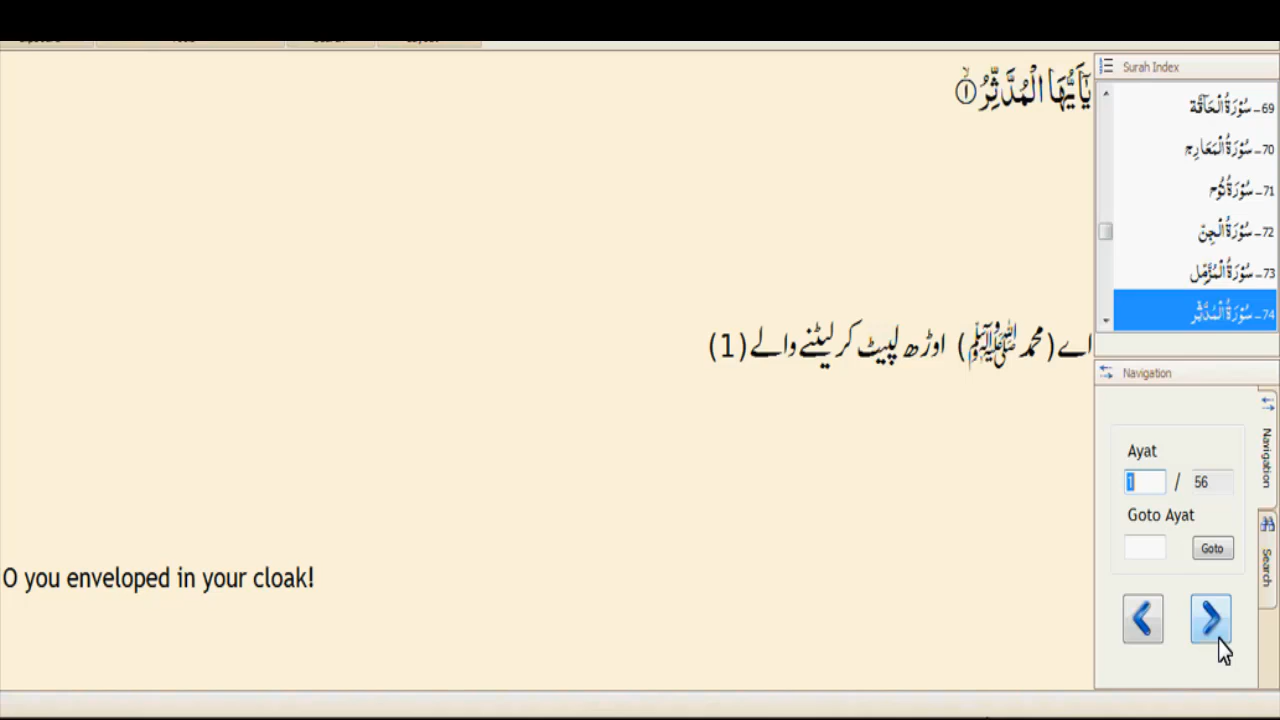 يٰٓاَيُّهَا الْمُدَّثِّرُ ۙ﴿۱﴾
اے (محمد ﷺ) اوڑھ لپیٹ کر لیٹنے والے (1)
O you enveloped in your cloak!
Surah Index
69 - سُوْرَةُ الْحَآقَّة
70 - سُوْرَةُ الْمَعَارِج
71 - سُوْرَةُ نُوْح
72 - سُوْرَةُ الْجِنّ
73 - سُوْرَةُ الْمُزَّمِّل
74 - سُوْرَةُ الْمُدَّثِّر
Navigation
Ayat
1 / 56
Goto Ayat
Goto
Navigation
Search